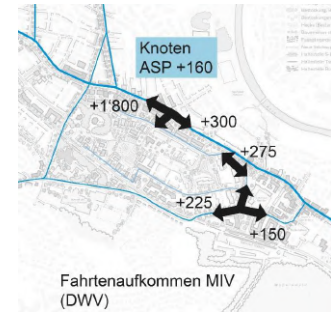 Knoten
ASP +160
+1'800
+300
+275
+225
+150
Fahrtenaufkommen MIV
(DWV)